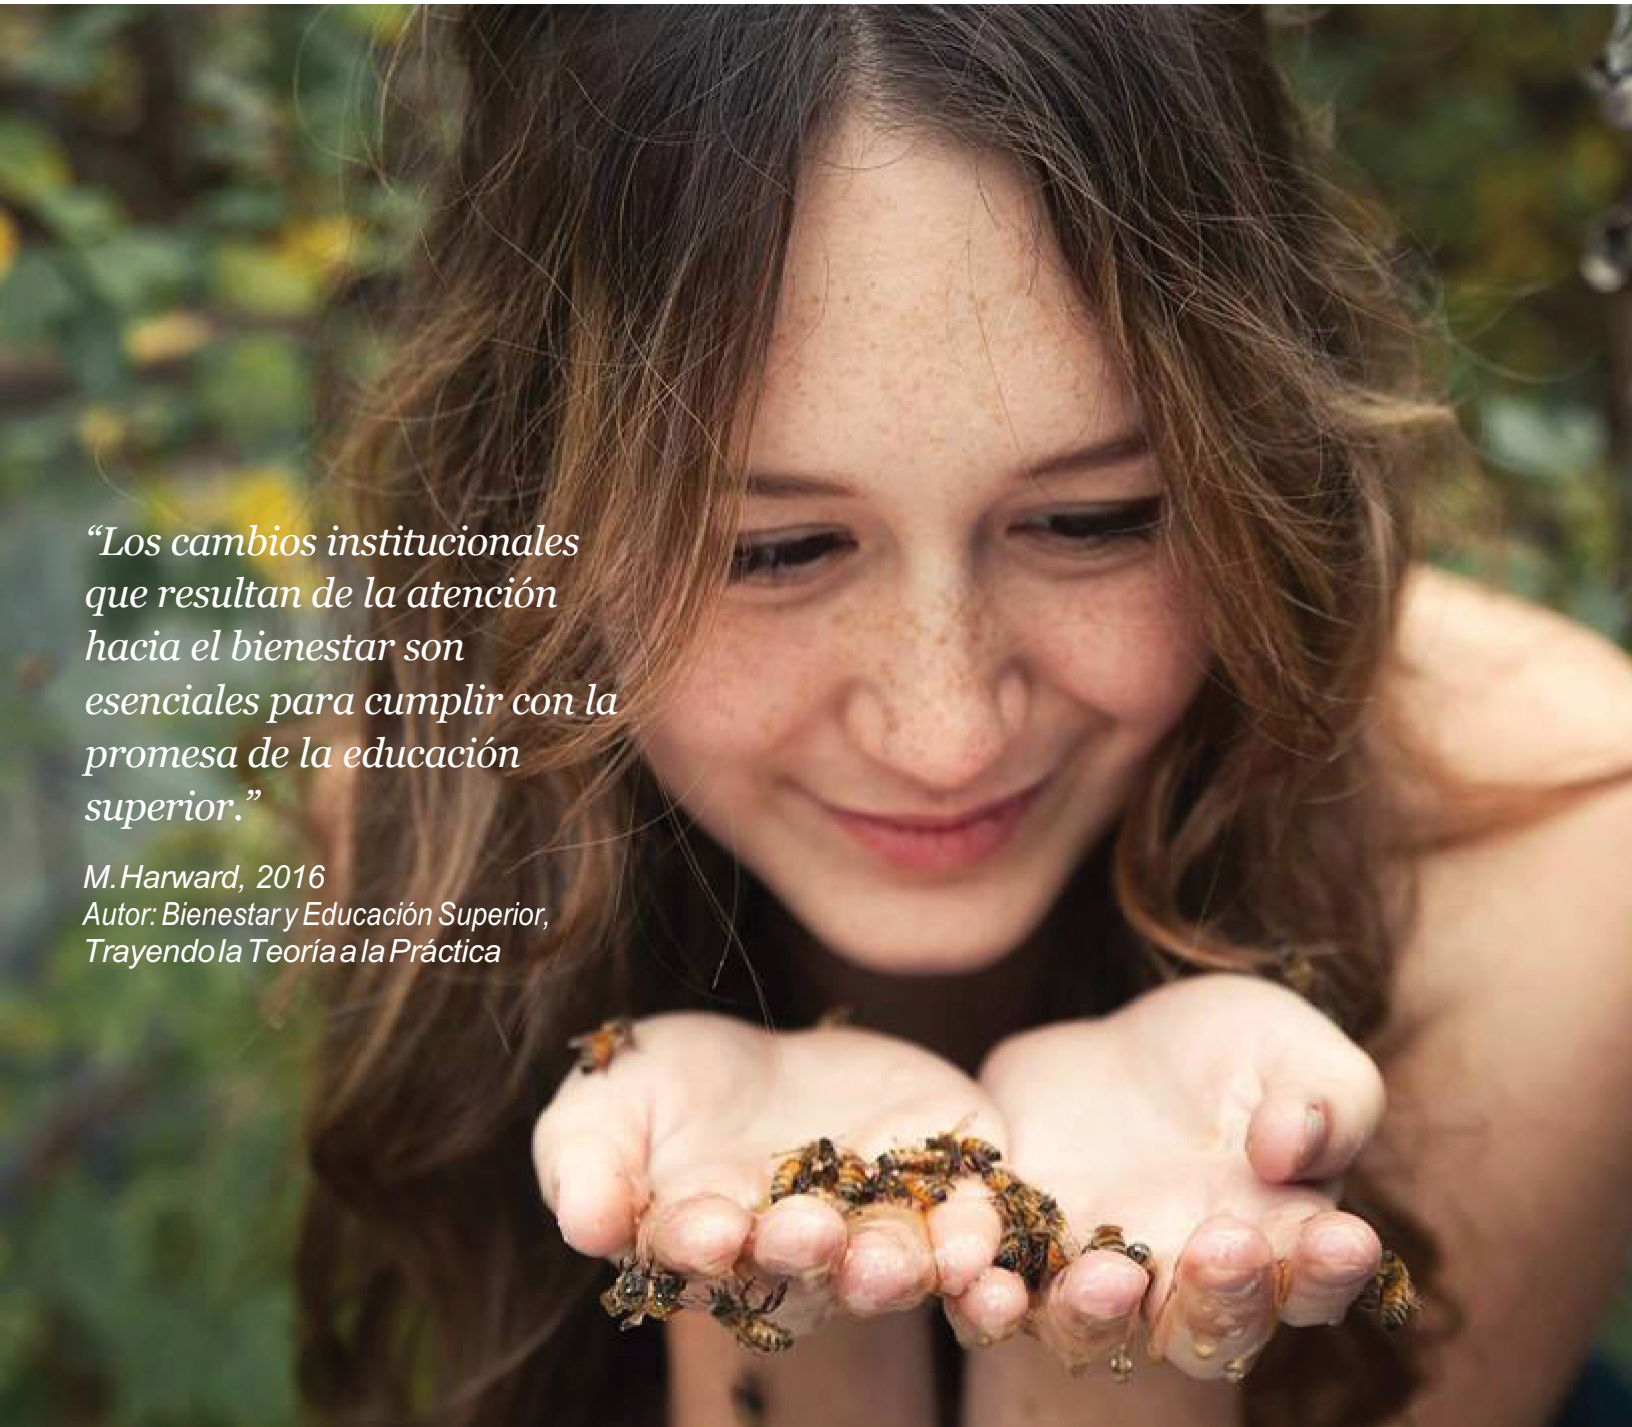 “Los cambios institucionales
que resultan de la atención
hacia el bienestar son
esenciales para cumplir con la
promesa de la educación
superior.”
M.Harward, 2016
Autor: Bienestar y Educación Superior,
Trayendo la Teoría a la Práctica